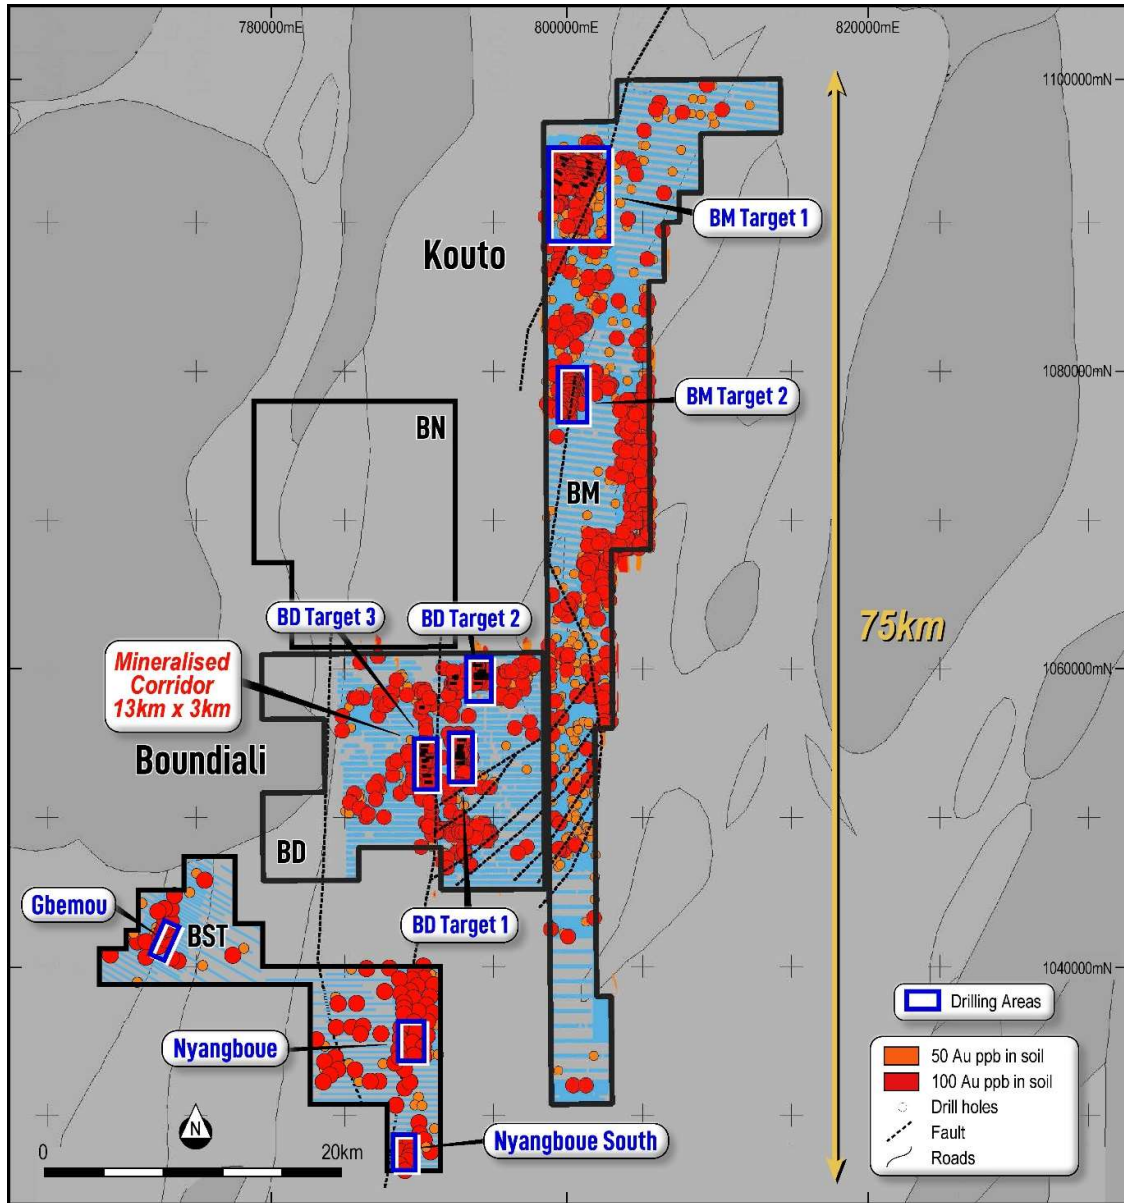 780000mE
800000mE
820000mE
1100000mN
BM Target 1
Kouto
1080000mN
BM Target 2
BN
BM
75km
BD Target 3
BD Target 2
1060000mN
Mineralised
Corridor
13km x 3km
Boundiali
BD
BD Target 1
Gbemou
BST
1040000mN
Drilling Areas
Nyangboue
50 Au ppb in soil
100 Au ppb in soil
Drill holes
Fault
Roads
N
Nyangboue South
0
20km